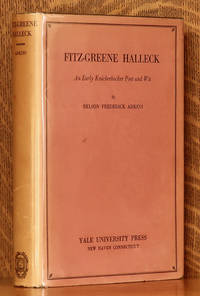 FITZ-GREENE HALLECK
An Early Knickerbocker Poet and Wit
By
NELSON FREDERICK ADKINS
YALE UNIVERSITY PRESS
NEW HAVEN CONNECTICUT
FITZ-GREENE
HALLECK
ADKINS